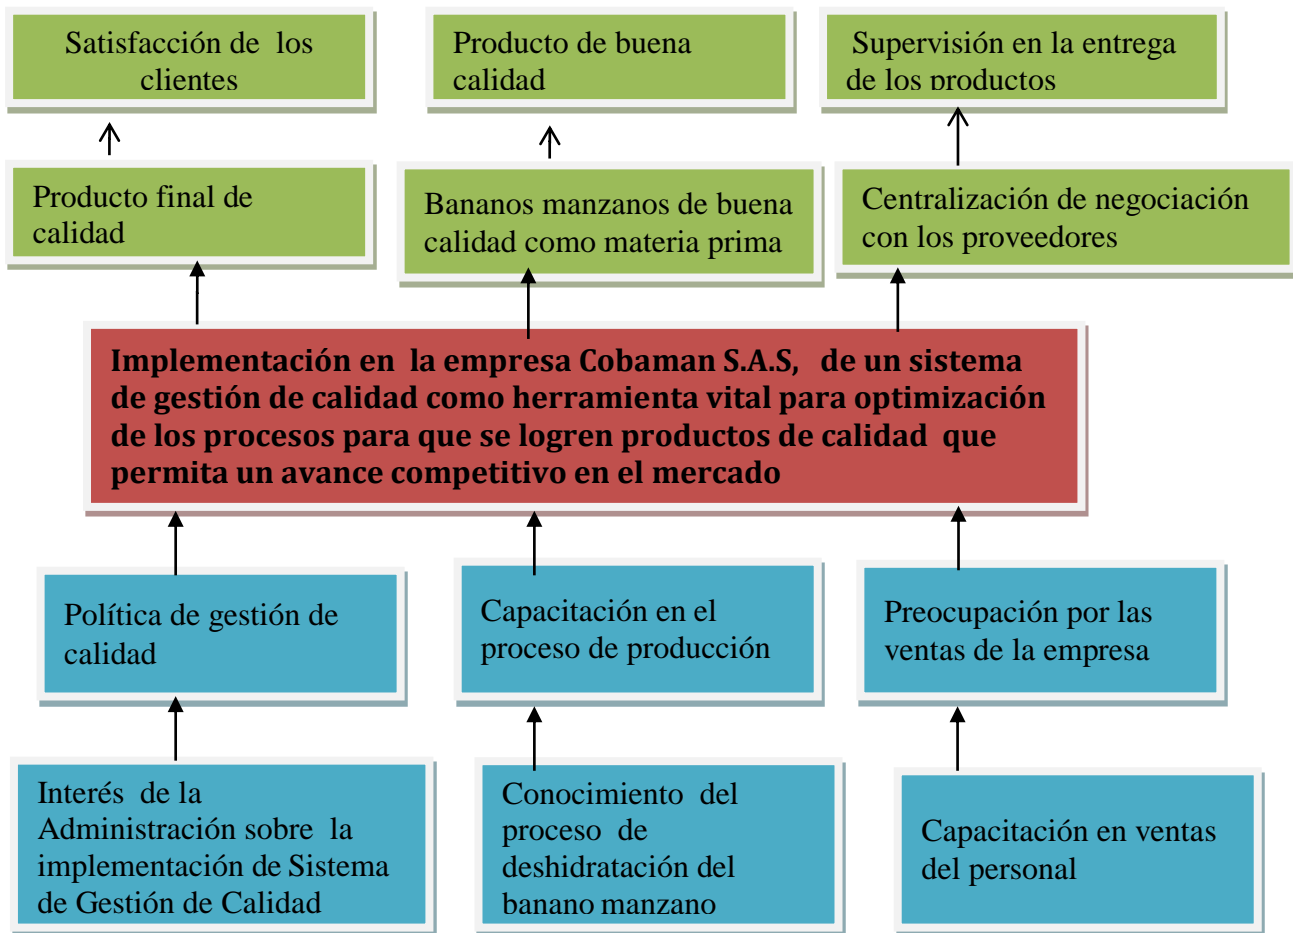 Satisfacción de los
clientes
Producto de buena
calidad
Supervisión en la entrega
de los productos
Producto final de
calidad
Bananos manzanos de buena
calidad como materia prima
Centralización de negociación
con los proveedores
Implementación en la empresa Cobaman S.A.S, de un sistema
de gestión de calidad como herramienta vital para optimización
de los procesos para que se logren productos de calidad que
permita un avance competitivo en el mercado
Política de gestión de
calidad
Capacitación en el
proceso de producción
Preocupación por las
ventas de la empresa
Interés de la
Administración sobre la
implementación de Sistema
de Gestión de Calidad
Conocimiento del
proceso de
deshidratación del
banano manzano
Capacitación en ventas
del personal